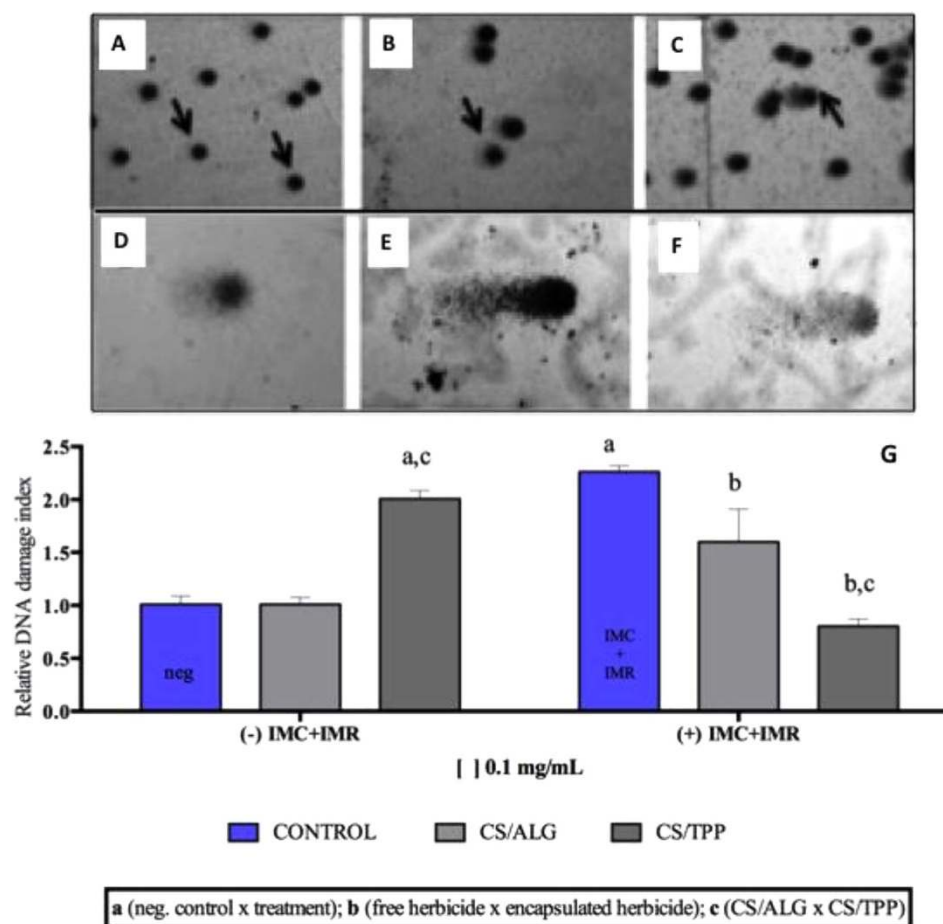 A
B
C
D
E
F
G
Relative DNA damage index
2.5
2.0
1.5
1.0
0.5
0.0
a,c
a
b
b,c
neg
IMC
+
IMR
(-) IMC+IMR
(+) IMC+IMR
[ ] 0.1 mg/mL
CONTROL
CS/ALG
CS/TPP
a (neg. control x treatment); b (free herbicide x encapsulated herbicide); c (CS/ALG x CS/TPP)